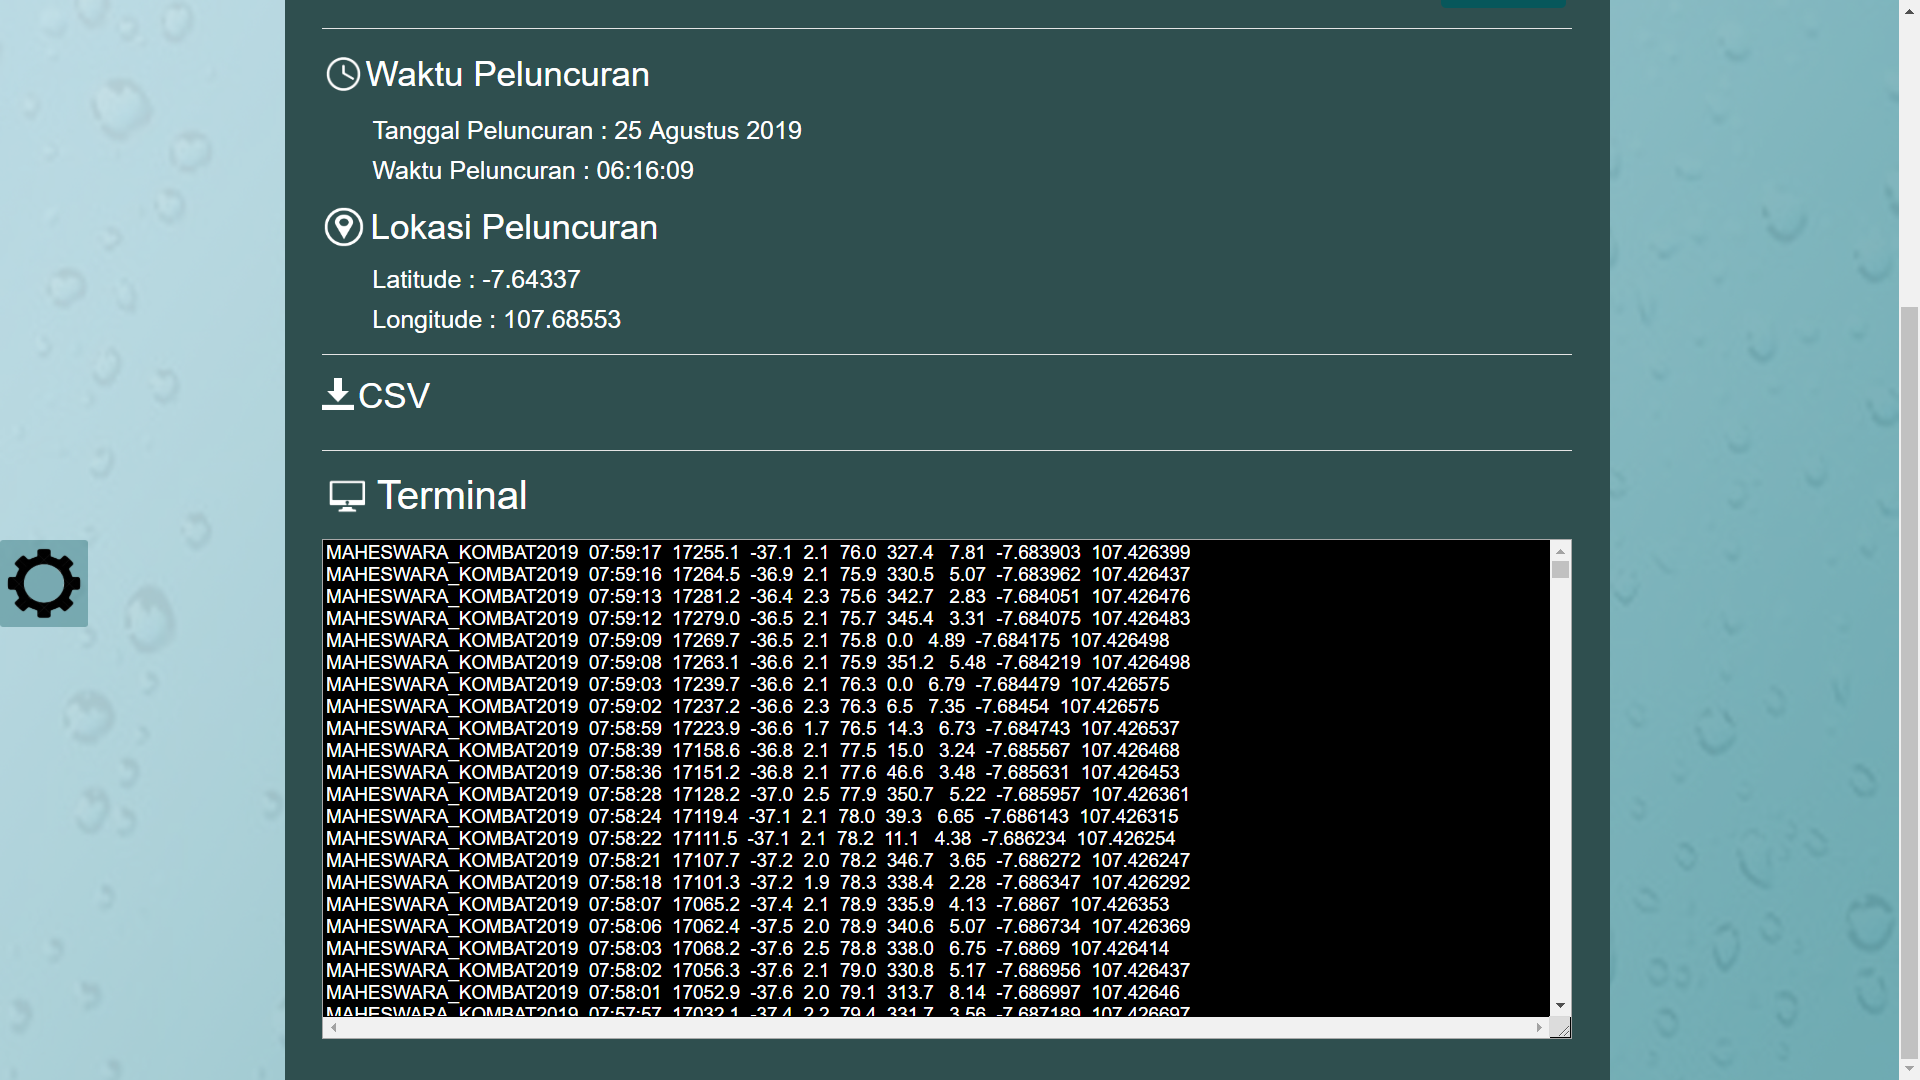 Waktu Peluncuran
Tanggal Peluncuran : 25 Agustus 2019
Waktu Peluncuran : 06:16:09
Lokasi Peluncuran
Latitude : -7.64337
Longitude : 107.68553
CSV
Terminal
MAHESWARA_KOMBAT2019 07:59:17 17255.1 -37.1 2.1 76.0 327.4 7.81 -7.683903 107.426399
MAHESWARA_KOMBAT2019 07:59:16 17264.5 -36.9 2.1 75.9 330.5 5.07 -7.683962 107.426437
MAHESWARA_KOMBAT2019 07:59:13 17281.2 -36.4 2.3 75.6 342.7 2.83 -7.684051 107.426476
MAHESWARA_KOMBAT2019 07:59:12 17279.0 -36.5 2.1 75.7 345.4 3.31 -7.684075 107.426483
MAHESWARA_KOMBAT2019 07:59:09 17269.7 -36.5 2.1 75.8 0.0 4.89 -7.684175 107.426498
MAHESWARA_KOMBAT2019 07:59:08 17263.1 -36.6 2.1 75.9 351.2 5.48 -7.684219 107.426498
MAHESWARA_KOMBAT2019 07:59:03 17239.7 -36.6 2.1 76.3 0.0 6.79 -7.684479 107.426575
MAHESWARA_KOMBAT2019 07:59:02 17237.2 -36.6 2.3 76.3 6.5 7.35 -7.68454 107.426575
MAHESWARA_KOMBAT2019 07:58:59 17223.9 -36.6 1.7 76.5 14.3 6.73 -7.684743 107.426537
MAHESWARA_KOMBAT2019 07:58:39 17158.6 -36.8 2.1 77.5 15.0 3.24 -7.685567 107.426468
MAHESWARA_KOMBAT2019 07:58:36 17151.2 -36.8 2.1 77.6 46.6 3.48 -7.685631 107.426453
MAHESWARA_KOMBAT2019 07:58:28 17128.2 -37.0 2.5 77.9 350.7 5.22 -7.685957 107.426361
MAHESWARA_KOMBAT2019 07:58:24 17119.4 -37.1 2.1 78.0 39.3 6.65 -7.686143 107.426315
MAHESWARA_KOMBAT2019 07:58:22 17111.5 -37.1 2.1 78.2 11.1 4.38 -7.686234 107.426254
MAHESWARA_KOMBAT2019 07:58:21 17107.7 -37.2 2.0 78.2 346.7 3.65 -7.686272 107.426247
MAHESWARA_KOMBAT2019 07:58:18 17101.3 -37.2 1.9 78.3 338.4 2.28 -7.686347 107.426292
MAHESWARA_KOMBAT2019 07:58:07 17065.2 -37.4 2.1 78.9 335.9 4.13 -7.6867 107.426353
MAHESWARA_KOMBAT2019 07:58:06 17062.4 -37.5 2.0 78.9 340.6 5.07 -7.686734 107.426369
MAHESWARA_KOMBAT2019 07:58:03 17068.2 -37.6 2.5 78.8 338.0 6.75 -7.6869 107.426414
MAHESWARA_KOMBAT2019 07:58:02 17056.3 -37.6 2.1 79.0 330.8 5.17 -7.686956 107.426437
MAHESWARA_KOMBAT2019 07:58:01 17052.9 -37.6 2.0 79.1 313.7 8.14 -7.686997 107.42646
MAHESWARA_KOMBAT2019 07:57:57 17032.1 -37.4 2.2 79.4 331.7 3.56 -7.687189 107.426697